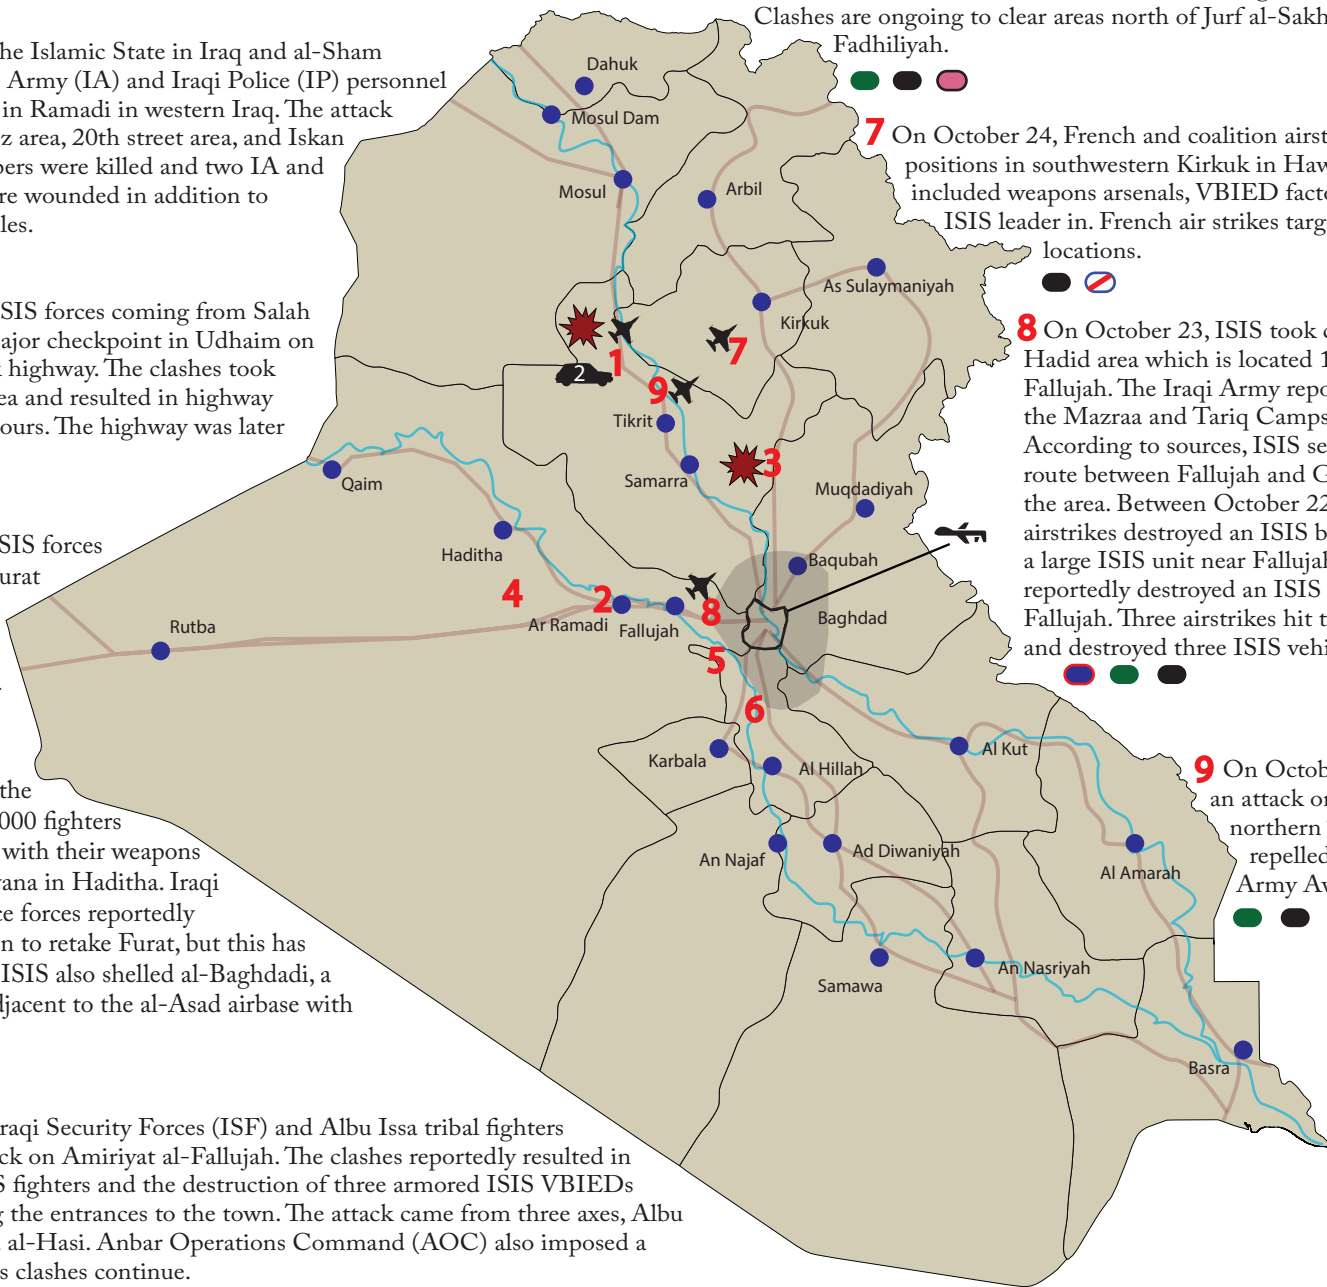 he Islamic State in Iraq and al-Sham
Army (IA) and Iraqi Police (IP) personnel
in Ramadi in western Iraq. The attack
z area, 20th street area, and Iskan
bers were killed and two IA and
re wounded in addition to
les.
SIS forces coming from Salah
ajor checkpoint in Udhaim on
k highway. The clashes took
ea and resulted in highway
ours. The highway was later
SIS forces
urat
the
000 fighters
with their weapons
yana in Haditha. Iraqi
ce forces reportedly
n to retake Furat, but this has
ISIS also shelled al-Baghdadi, a
djacent to the al-Asad airbase with
raqi Security Forces (ISF) and Albu Issa tribal fighters
ck on Amiriyat al-Fallujah. The clashes reportedly resulted in
S fighters and the destruction of three armored ISIS VBIEDs
g the entrances to the town. The attack came from three axes, Albu
al-Hasi. Anbar Operations Command (AOC) also imposed a
s clashes continue.
Clashes are ongoing to clear areas north of Jurf al-Sakh
Fadhiliyah.
7 On October 24, French and coalition airst
positions in southwestern Kirkuk in Haw
included weapons arsenals, VBIED facto
ISIS leader in. French air strikes targ
locations.
8 On October 23, ISIS took c
Hadid area which is located 1
Fallujah. The Iraqi Army repo
the Mazraa and Tariq Camps
According to sources, ISIS se
route between Fallujah and G
the area. Between October 22
airstrikes destroyed an ISIS b
a large ISIS unit near Fallujah
reportedly destroyed an ISIS
Fallujah. Three airstrikes hit t
and destroyed three ISIS vehi
9 On Octob
an attack on
northern
repelled
Army Av
Dahuk
Mosul Dam
Mosul
Arbil
As Sulaymaniyah
Kirkuk
1
7
2
9
Tikrit
3
Samarra
Muqdadiyah
Qaim
Haditha
Baqubah
4
2
8
Ar Ramadi
Fallujah
Baghdad
Rutba
5
6
Karbala
Al Hillah
Al Kut
An Najaf
Ad Diwaniyah
Al Amarah
Samawa
An Nasriyah
Basra